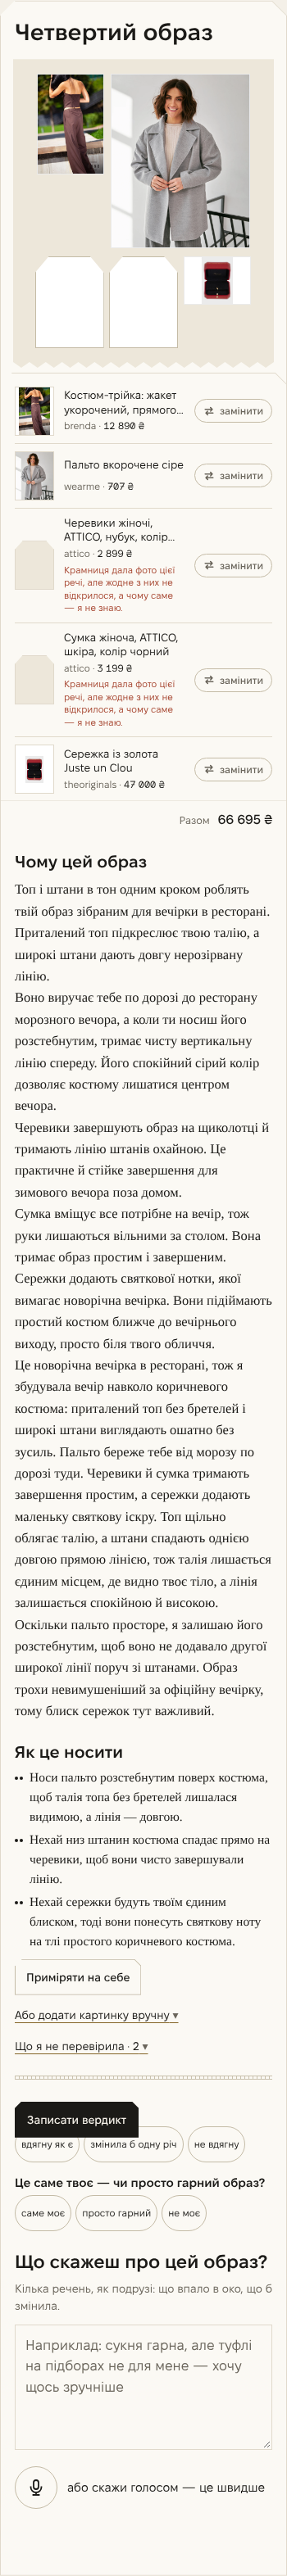 Четвертий образ
Костюм-трійка: жакет
укорочений, прямого...
brenda · 12 890 ₴
замінити
Пальто вкорочене сіре
wearme · 707 ₴
замінити
Черевики жіночі,
ATTICO, нубук, колір...
attico · 2 899 ₴
Крамниця дала фото цієї
речі, але жодне з них не
відкрилося, а чому саме
— я не знаю.
замінити
Сумка жіноча, ATTICO,
шкіра, колір чорний
attico · 3 199 ₴
Крамниця дала фото цієї
речі, але жодне з них не
відкрилося, а чому саме
— я не знаю.
замінити
Сережка із золота
Juste un Clou
theoriginals · 47 000 ₴
замінити
Разом 66 695 ₴
Чому цей образ
Топ і штани в тон одним кроком роблять
твій образ зібраним для вечірки в ресторані.
Приталений топ підкреслює твою талію, а
широкі штани дають довгу нерозірвану
лінію.
Воно виручає тебе по дорозі до ресторану
морозного вечора, а коли ти носиш його
розстебнутим, тримає чисту вертикальну
лінію спереду. Його спокійний сірий колір
дозволяє костюму лишатися центром
вечора.
Черевики завершують образ на щиколотці й
тримають лінію штанів охайною. Це
практичне й стійке завершення для
зимового вечора поза домом.
Сумка вміщує все потрібне на вечір, тож
руки лишаються вільними за столом. Вона
тримає образ простим і завершеним.
Сережки додають святкової нотки, якої
вимагає новорічна вечірка. Вони підіймають
простий костюм ближче до вечірнього
виходу, просто біля твого обличчя.
Це новорічна вечірка в ресторані, тож я
збудувала вечір навколо коричневого
костюма: приталений топ без бретелей і
широкі штани виглядають ошатно без
зусиль. Пальто береже тебе від морозу по
дорозі туди. Черевики й сумка тримають
завершення простим, а сережки додають
маленьку святкову іскру. Топ щільно
облягає талію, а штани спадають однією
довгою прямою лінією, тож талія лишається
єдиним місцем, де видно твоє тіло, а лінія
залишається спокійною й високою.
Оскільки пальто просторе, я залишаю його
розстебнутим, щоб воно не додавало другої
широкої лінії поруч зі штанами. Образ
трохи невимушеніший за офіційну вечірку,
тому блиск сережок тут важливий.
Як це носити
Носи пальто розстебнутим поверх костюма,
щоб талія топа без бретелей лишалася
видимою, а лінія — довгою.
Нехай низ штанин костюма спадає прямо на
черевики, щоб вони чисто завершували
лінію.
Нехай сережки будуть твоїм єдиним
блиском, тоді вони понесуть святкову ноту
на тлі простого коричневого костюма.
Приміряти на себе
Або додати картинку вручну ▾
Що я не перевірила · 2 ▾
Записати вердикт
вдягну як є
змінила б одну річ
не вдягну
Це саме твоє — чи просто гарний образ?
саме моє
просто гарний
не моє
Що скажеш про цей образ?
Кілька речень, як подрузі: що впало в око, що б
змінила.
Наприклад: сукня гарна, але туфлі
на підборах не для мене — хочу
щось зручніше
або скажи голосом — це швидше